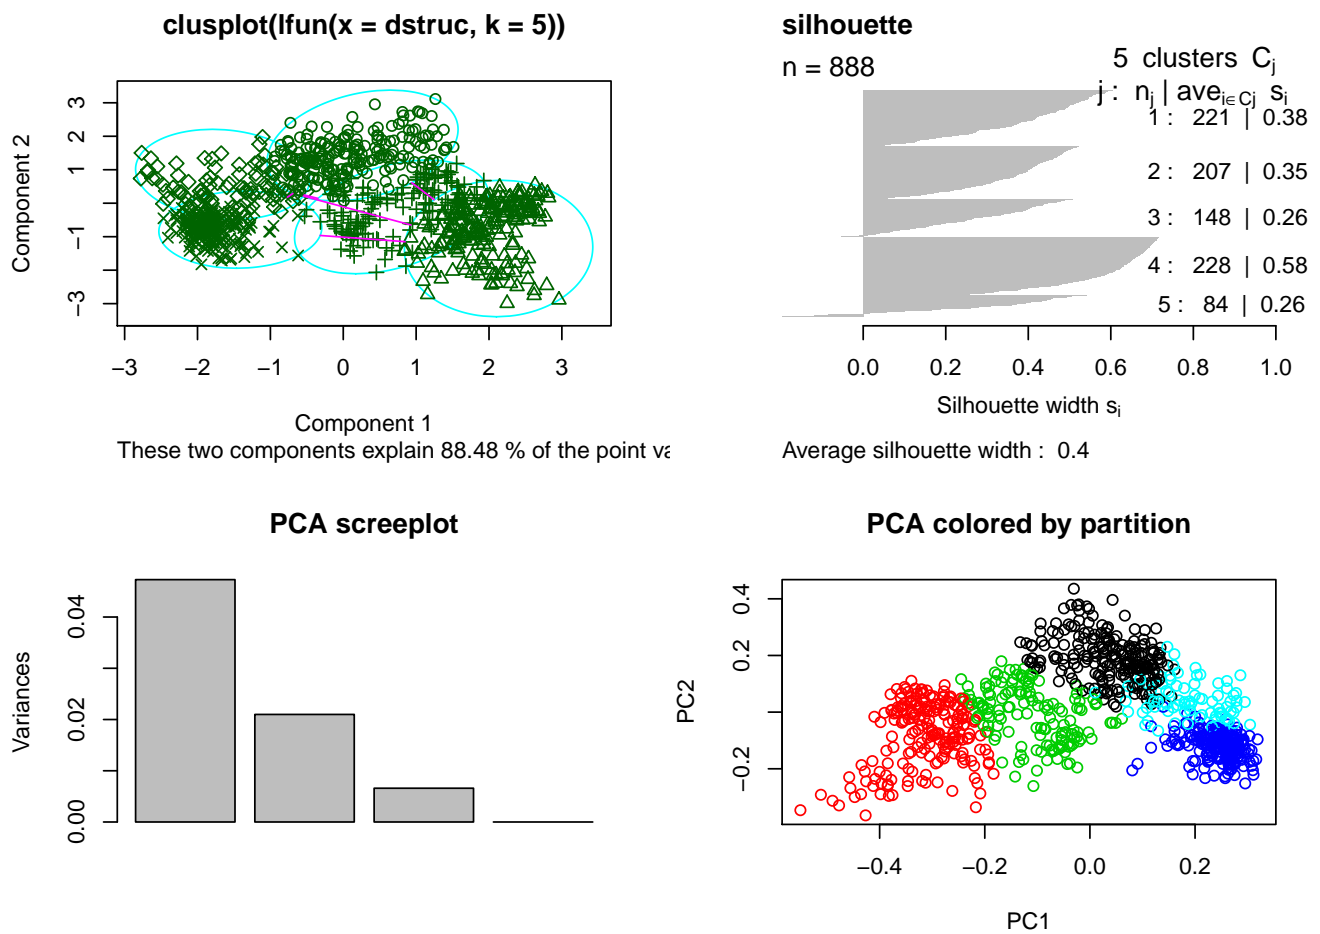 clusplot(lfun(x = dstruc, k = 5))
Component 2
3
2
1
−1
−3
−3 −2 −1 0 1 2 3
Component 1
These two components explain 88.48 % of the point va
silhouette
n = 888
5 clusters Cj
j : nj | avei∈Cj si
1 : 221 | 0.38
2 : 207 | 0.35
3 : 148 | 0.26
4 : 228 | 0.58
5 : 84 | 0.26
0.0 0.2 0.4 0.6 0.8 1.0
Silhouette width si
Average silhouette width : 0.4
PCA screeplot
Variances
0.04
0.02
0.00
PCA colored by partition
PC2
0.4
0.2
−0.2
−0.4 −0.2 0.0 0.2
PC1